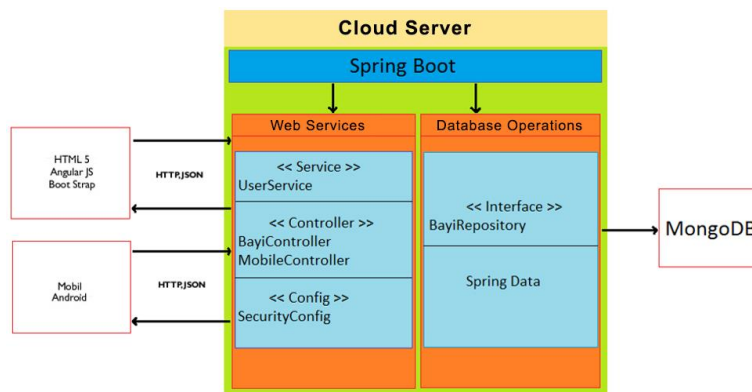 Cloud Server
Spring Boot
Web Services
Database Operations
HTML 5
Angular JS
Boot Strap
HTTP,JSON
<< Service >>
UserService
<< Controller >>
BayiController
MobileController
<< Config >>
SecurityConfig
<< Interface >>
BayiRepository
Spring Data
MongoDB
Mobil
Android
HTTP,JSON